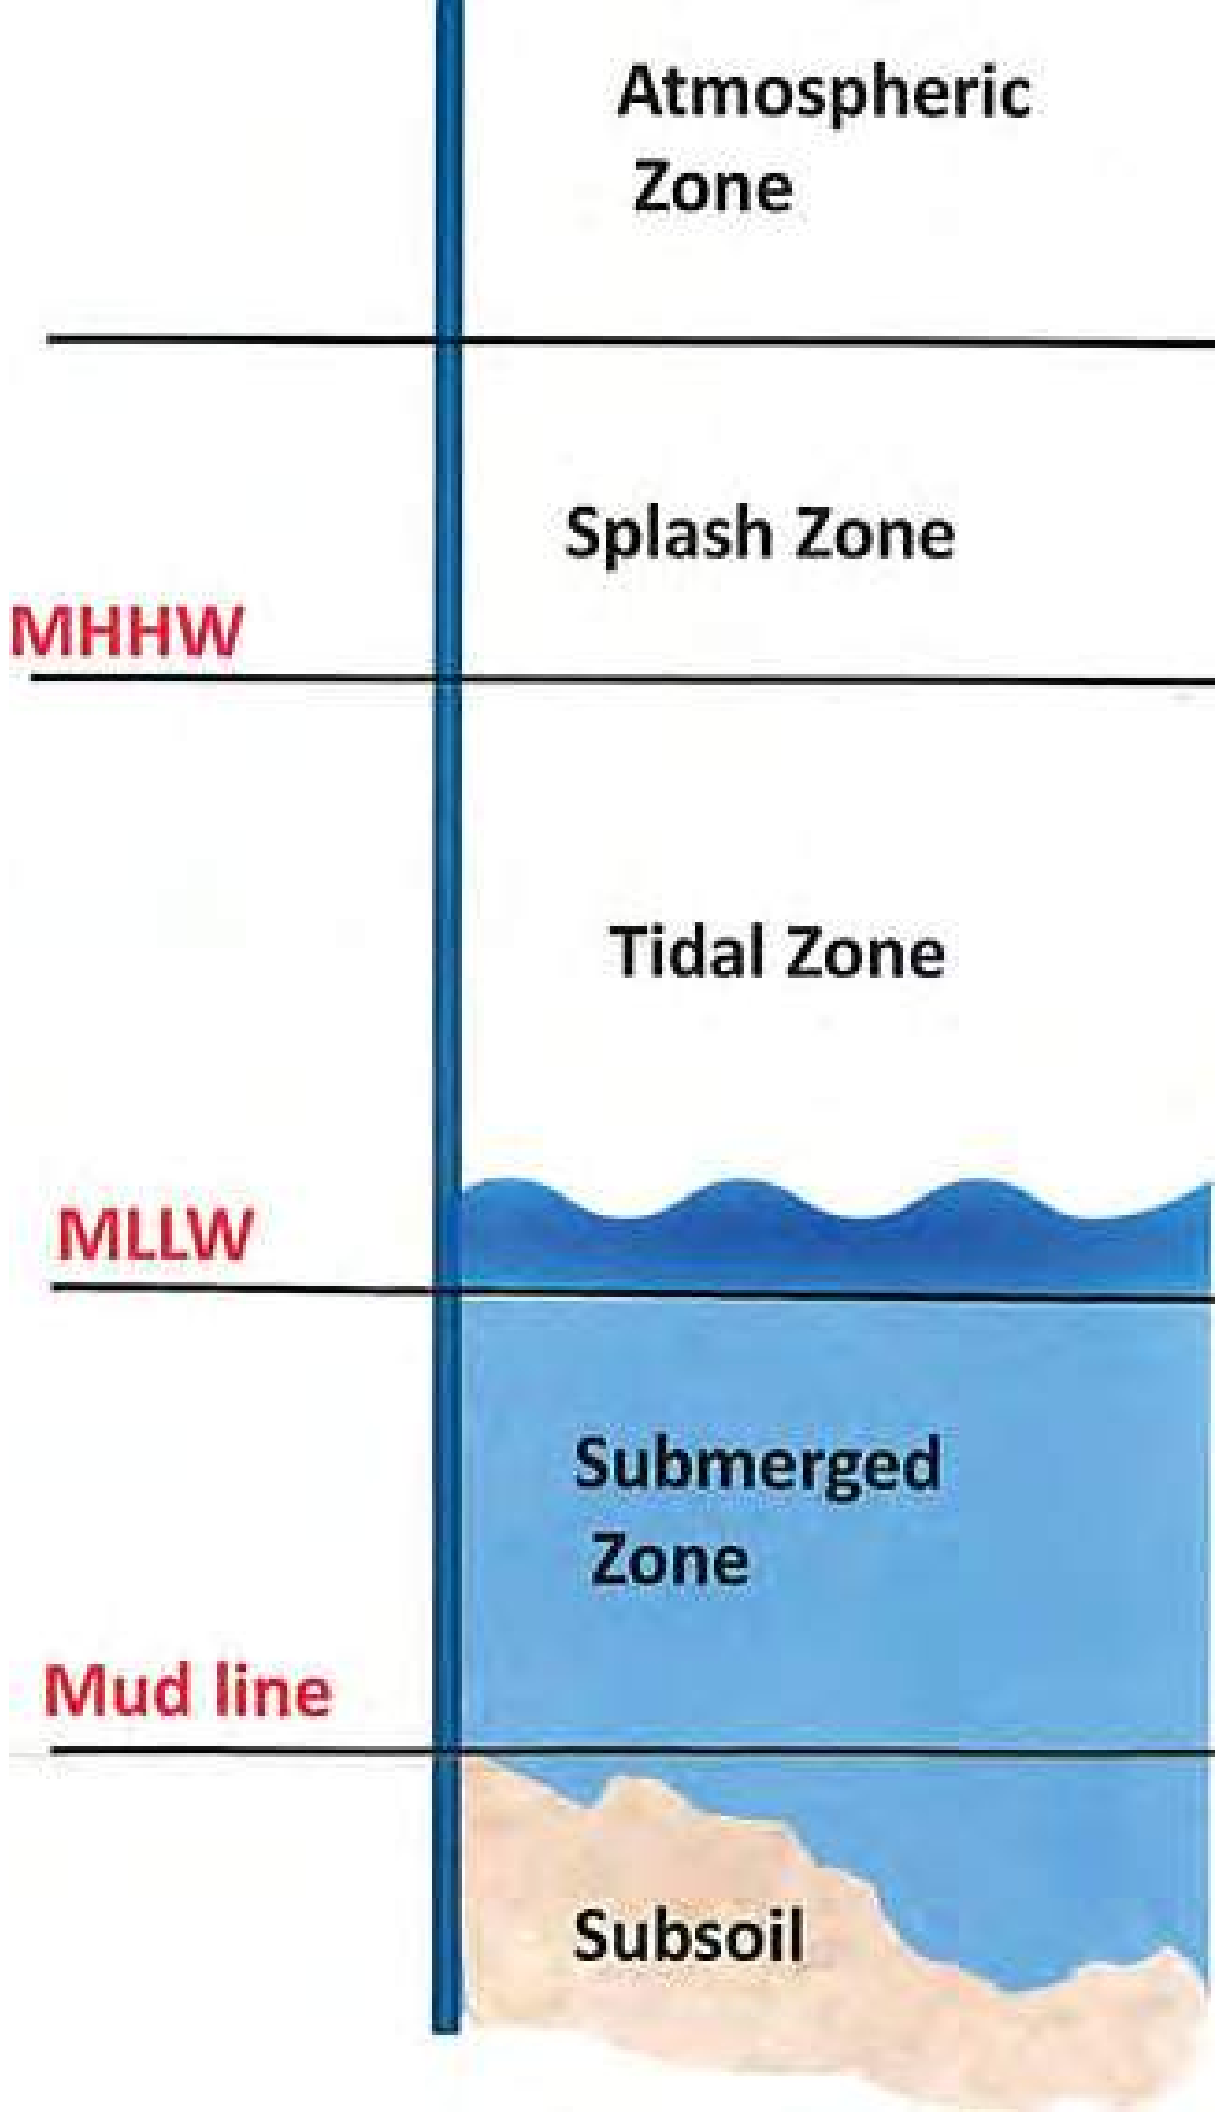 Atmospheric
Zone
Splash Zone
MHHW
Tidal Zone
MLLW
Submerged
Zone
Mud line
Subsoil